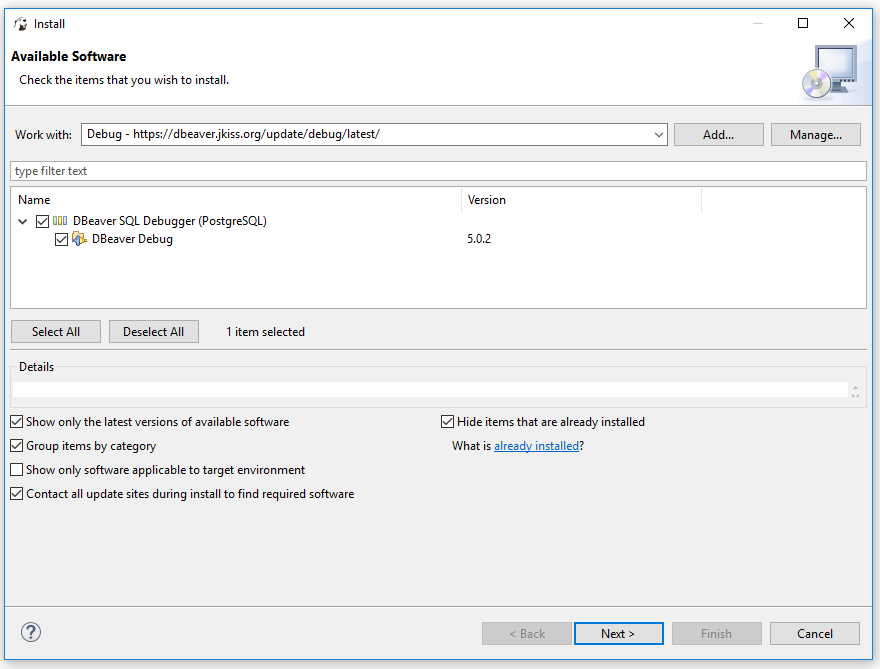 Install
Available Software
Check the items that you wish to install.
Work with: Debug - https://dbeaver.jkiss.org/update/debug/latest/ Add... Manage...
type filter text
Name Version
DBeaver SQL Debugger (PostgreSQL)
DBeaver Debug 5.0.2
Select All Deselect All 1 item selected
Details
Show only the latest versions of available software Hide items that are already installed
Group items by category What is already installed?
Show only software applicable to target environment
Contact all update sites during install to find required software
? < Back Next > Finish Cancel